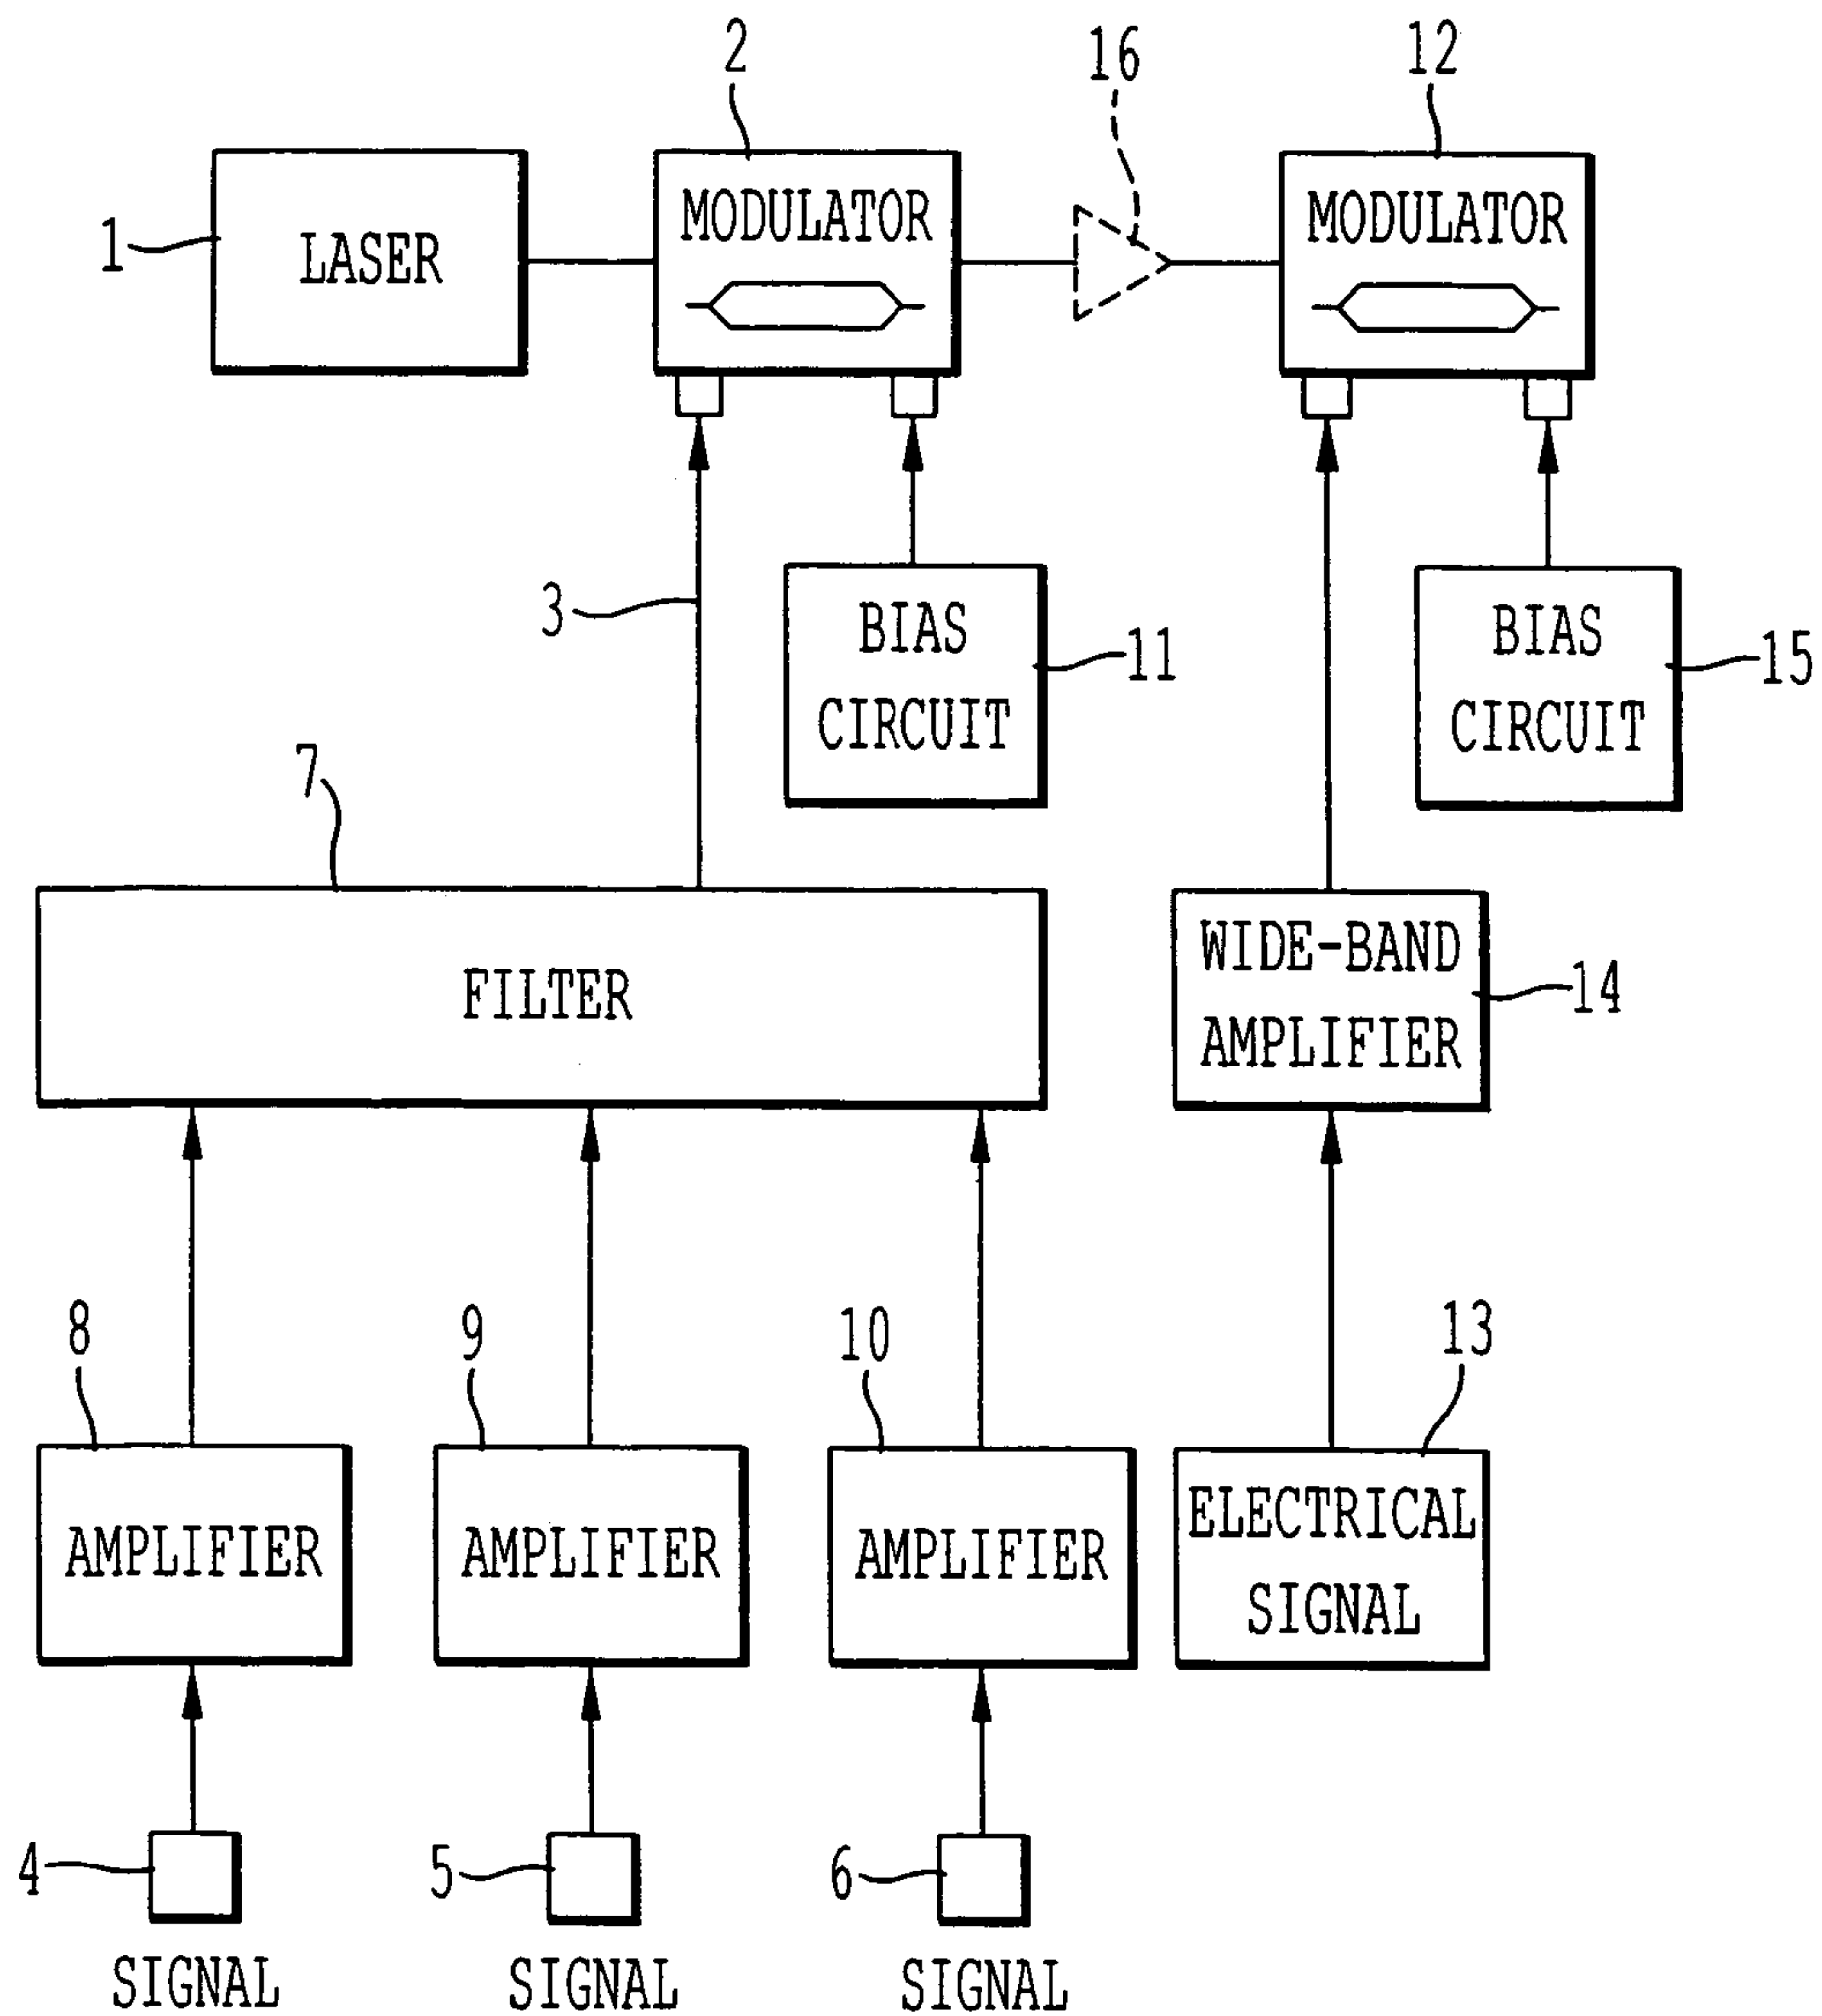 2
16
12
1
LASER
MODULATOR
MODULATOR
3
BIAS
CIRCUIT
11
BIAS
CIRCUIT
15
7
FILTER
WIDE-BAND
AMPLIFIER
14
8
9
10
13
AMPLIFIER
AMPLIFIER
AMPLIFIER
ELECTRICAL
SIGNAL
4
5
6
SIGNAL
SIGNAL
SIGNAL